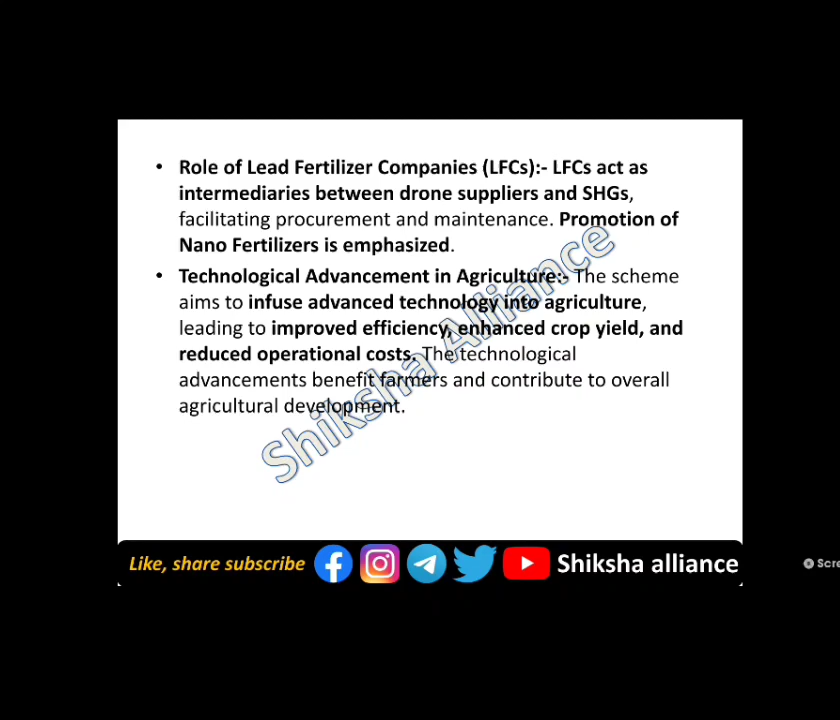 • Role of Lead Fertilizer Companies (LFCs):- LFCs act as
intermediaries between drone suppliers and SHGs,
facilitating procurement and maintenance. Promotion of
Nano Fertilizers is emphasized.
• Technological Advancement in Agriculture:- The scheme
aims to infuse advanced technology into agriculture,
leading to improved efficiency, enhanced crop yield, and
reduced operational costs. The technological
advancements benefit farmers and contribute to overall
agricultural development.
Shiksha Alliance
Like, share subscribe Shiksha alliance